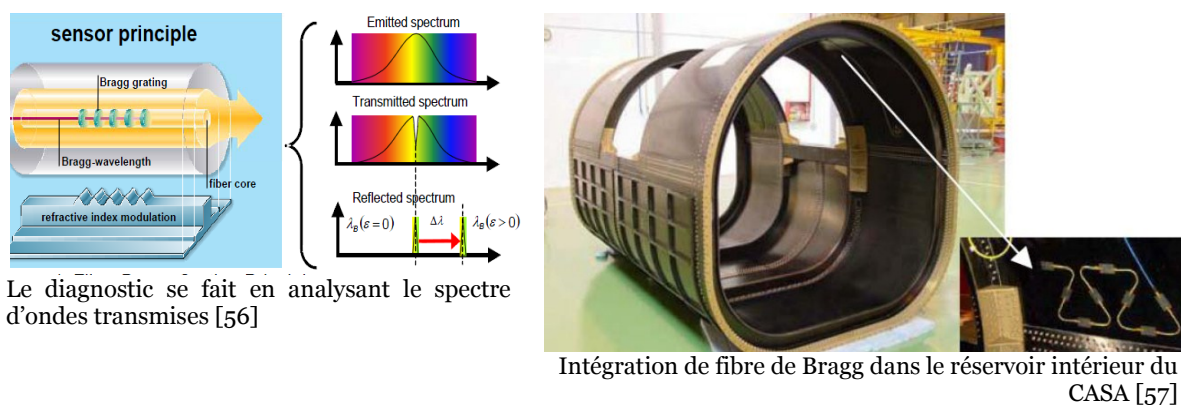 sensor principle
Bragg grating
Bragg-wavelength
fiber core
refractive index modulation
Emitted spectrum
Transmitted spectrum
Reflected spectrum
λB(ε=0)
Δλ
λB(ε>0)
Le diagnostic se fait en analysant le spectre
d'ondes transmises [56]
Intégration de fibre de Bragg dans le réservoir intérieur du
CASA [57]